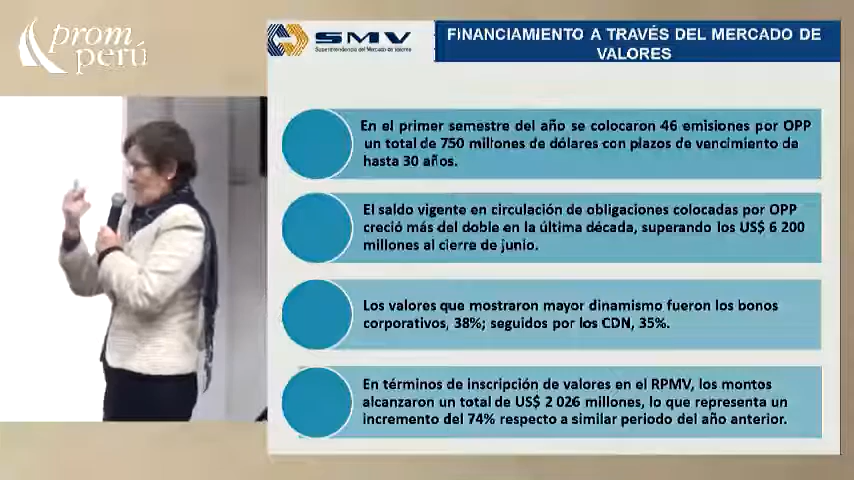 prom
perú
SMV
Superintendencia del Mercado de Valores
FINANCIAMIENTO A TRAVÉS DEL MERCADO DE
VALORES
En el primer semestre del año se colocaron 46 emisiones por OPP
un total de 750 millones de dólares con plazos de vencimiento de
hasta 30 años.
El saldo vigente en circulación de obligaciones colocadas por OPP
creció más del doble en la última década, superando los US$ 6 200
millones al cierre de junio.
Los valores que mostraron mayor dinamismo fueron los bonos
corporativos, 38%; seguidos por los CDN, 35%.
En términos de inscripción de valores en el RPMV, los montos
alcanzaron un total de US$ 2 026 millones, lo que representa un
incremento del 74% respecto a similar periodo del año anterior.